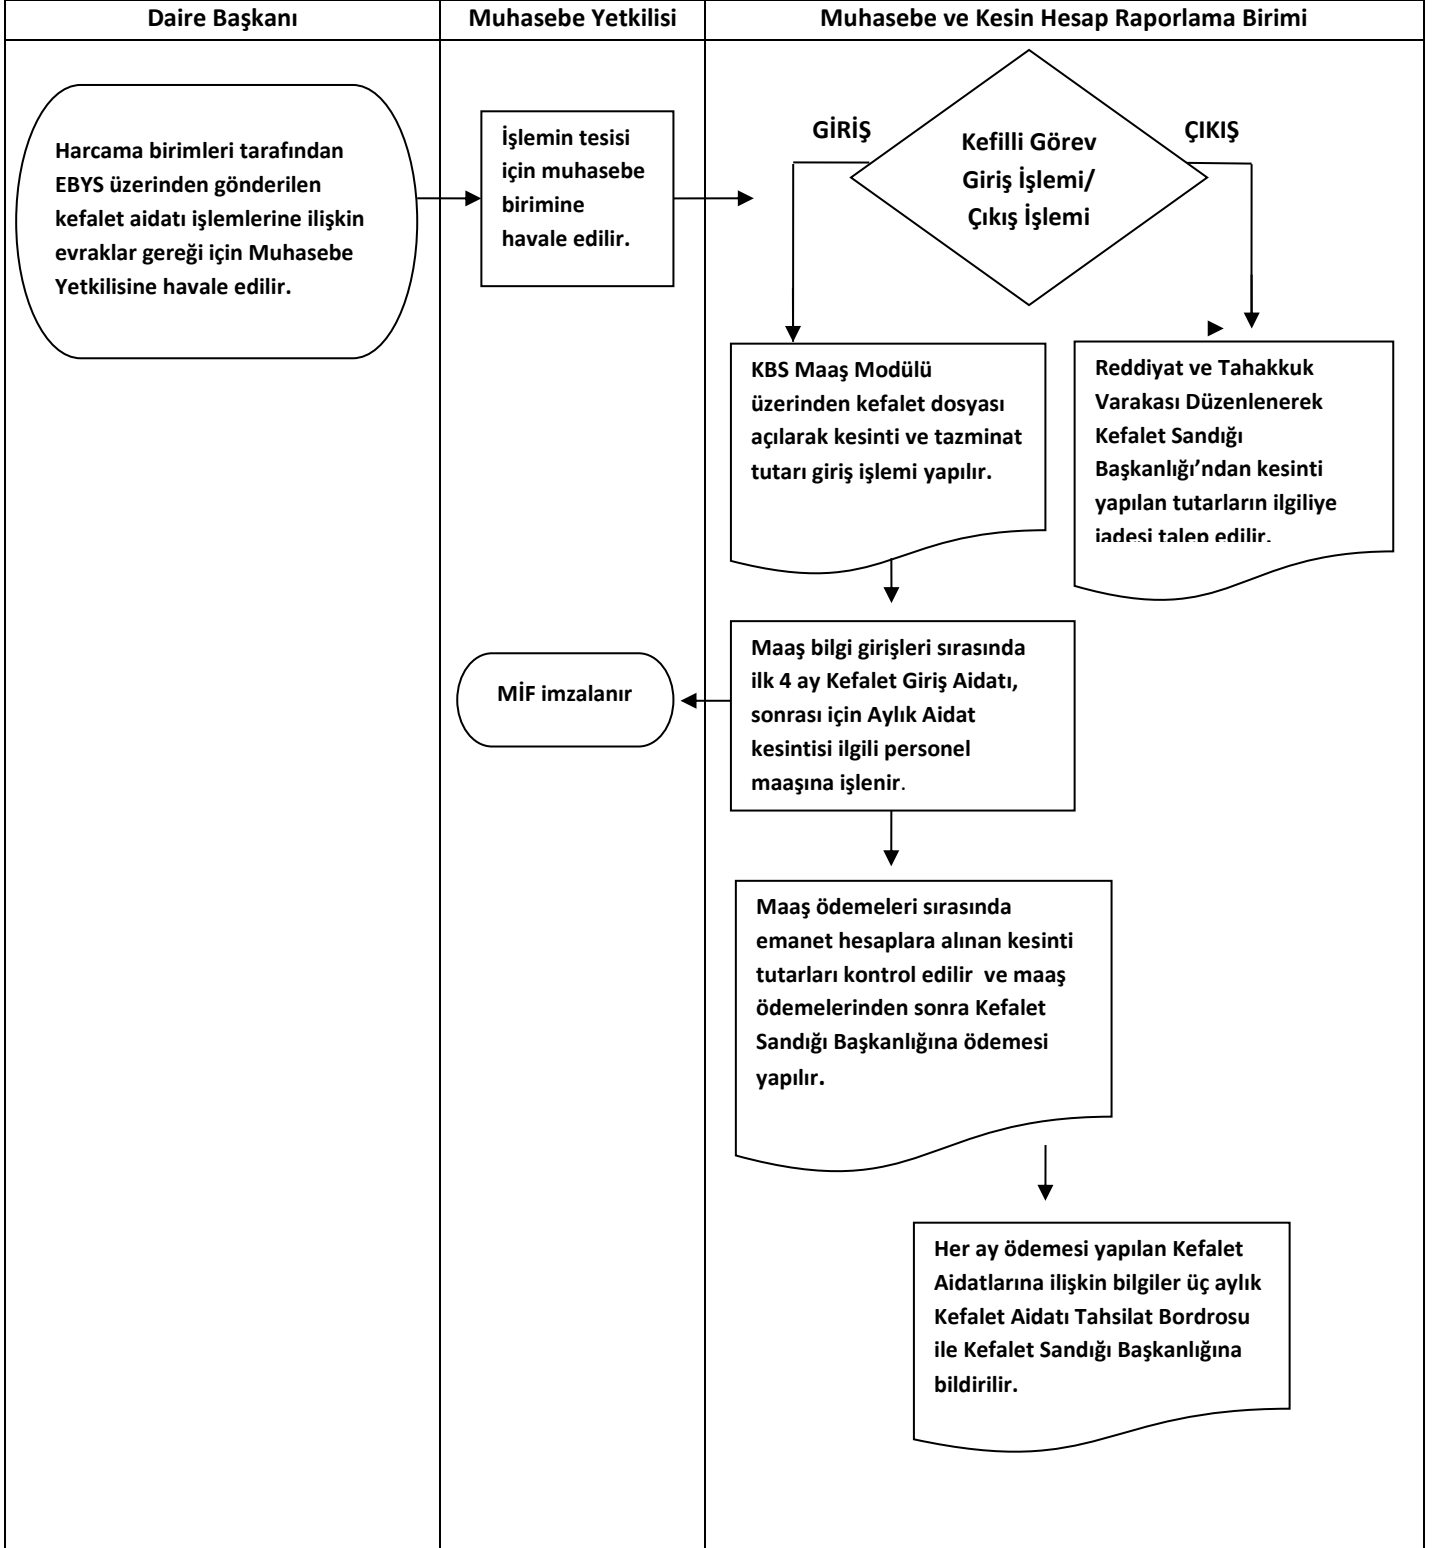 Daire Başkanı
Muhasebe Yetkilisi
Muhasebe ve Kesin Hesap Raporlama Birimi
Harcama birimleri tarafından
EBYS üzerinden gönderilen
kefalet aidatı işlemlerine ilişkin
evraklar gereği için Muhasebe
Yetkilisine havale edilir.
İşlemin tesisi
için muhasebe
birimine
havale edilir.
GİRİŞ
Kefilli Görev
Giriş İşlemi/
Çıkış İşlemi
ÇIKIŞ
KBS Maaş Modülü
üzerinden kefalet dosyası
açılarak kesinti ve tazminat
tutarı giriş işlemi yapılır.
Reddiyat ve Tahakkuk
Varakası Düzenlenerek
Kefalet Sandığı
Başkanlığı’ndan kesinti
yapılan tutarların ilgiliye
iadesi talep edilir.
Maaş bilgi girişleri sırasında
ilk 4 ay Kefalet Giriş Aidatı,
sonrası için Aylık Aidat
kesintisi ilgili personel
maaşına işlenir.
MİF imzalanır
Maaş ödemeleri sırasında
emanet hesaplara alınan kesinti
tutarları kontrol edilir ve maaş
ödemelerinden sonra Kefalet
Sandığı Başkanlığına ödemesi
yapılır.
Her ay ödemesi yapılan Kefalet
Aidatlarına ilişkin bilgiler üç aylık
Kefalet Aidatı Tahsilat Bordrosu
ile Kefalet Sandığı Başkanlığına
bildirilir.